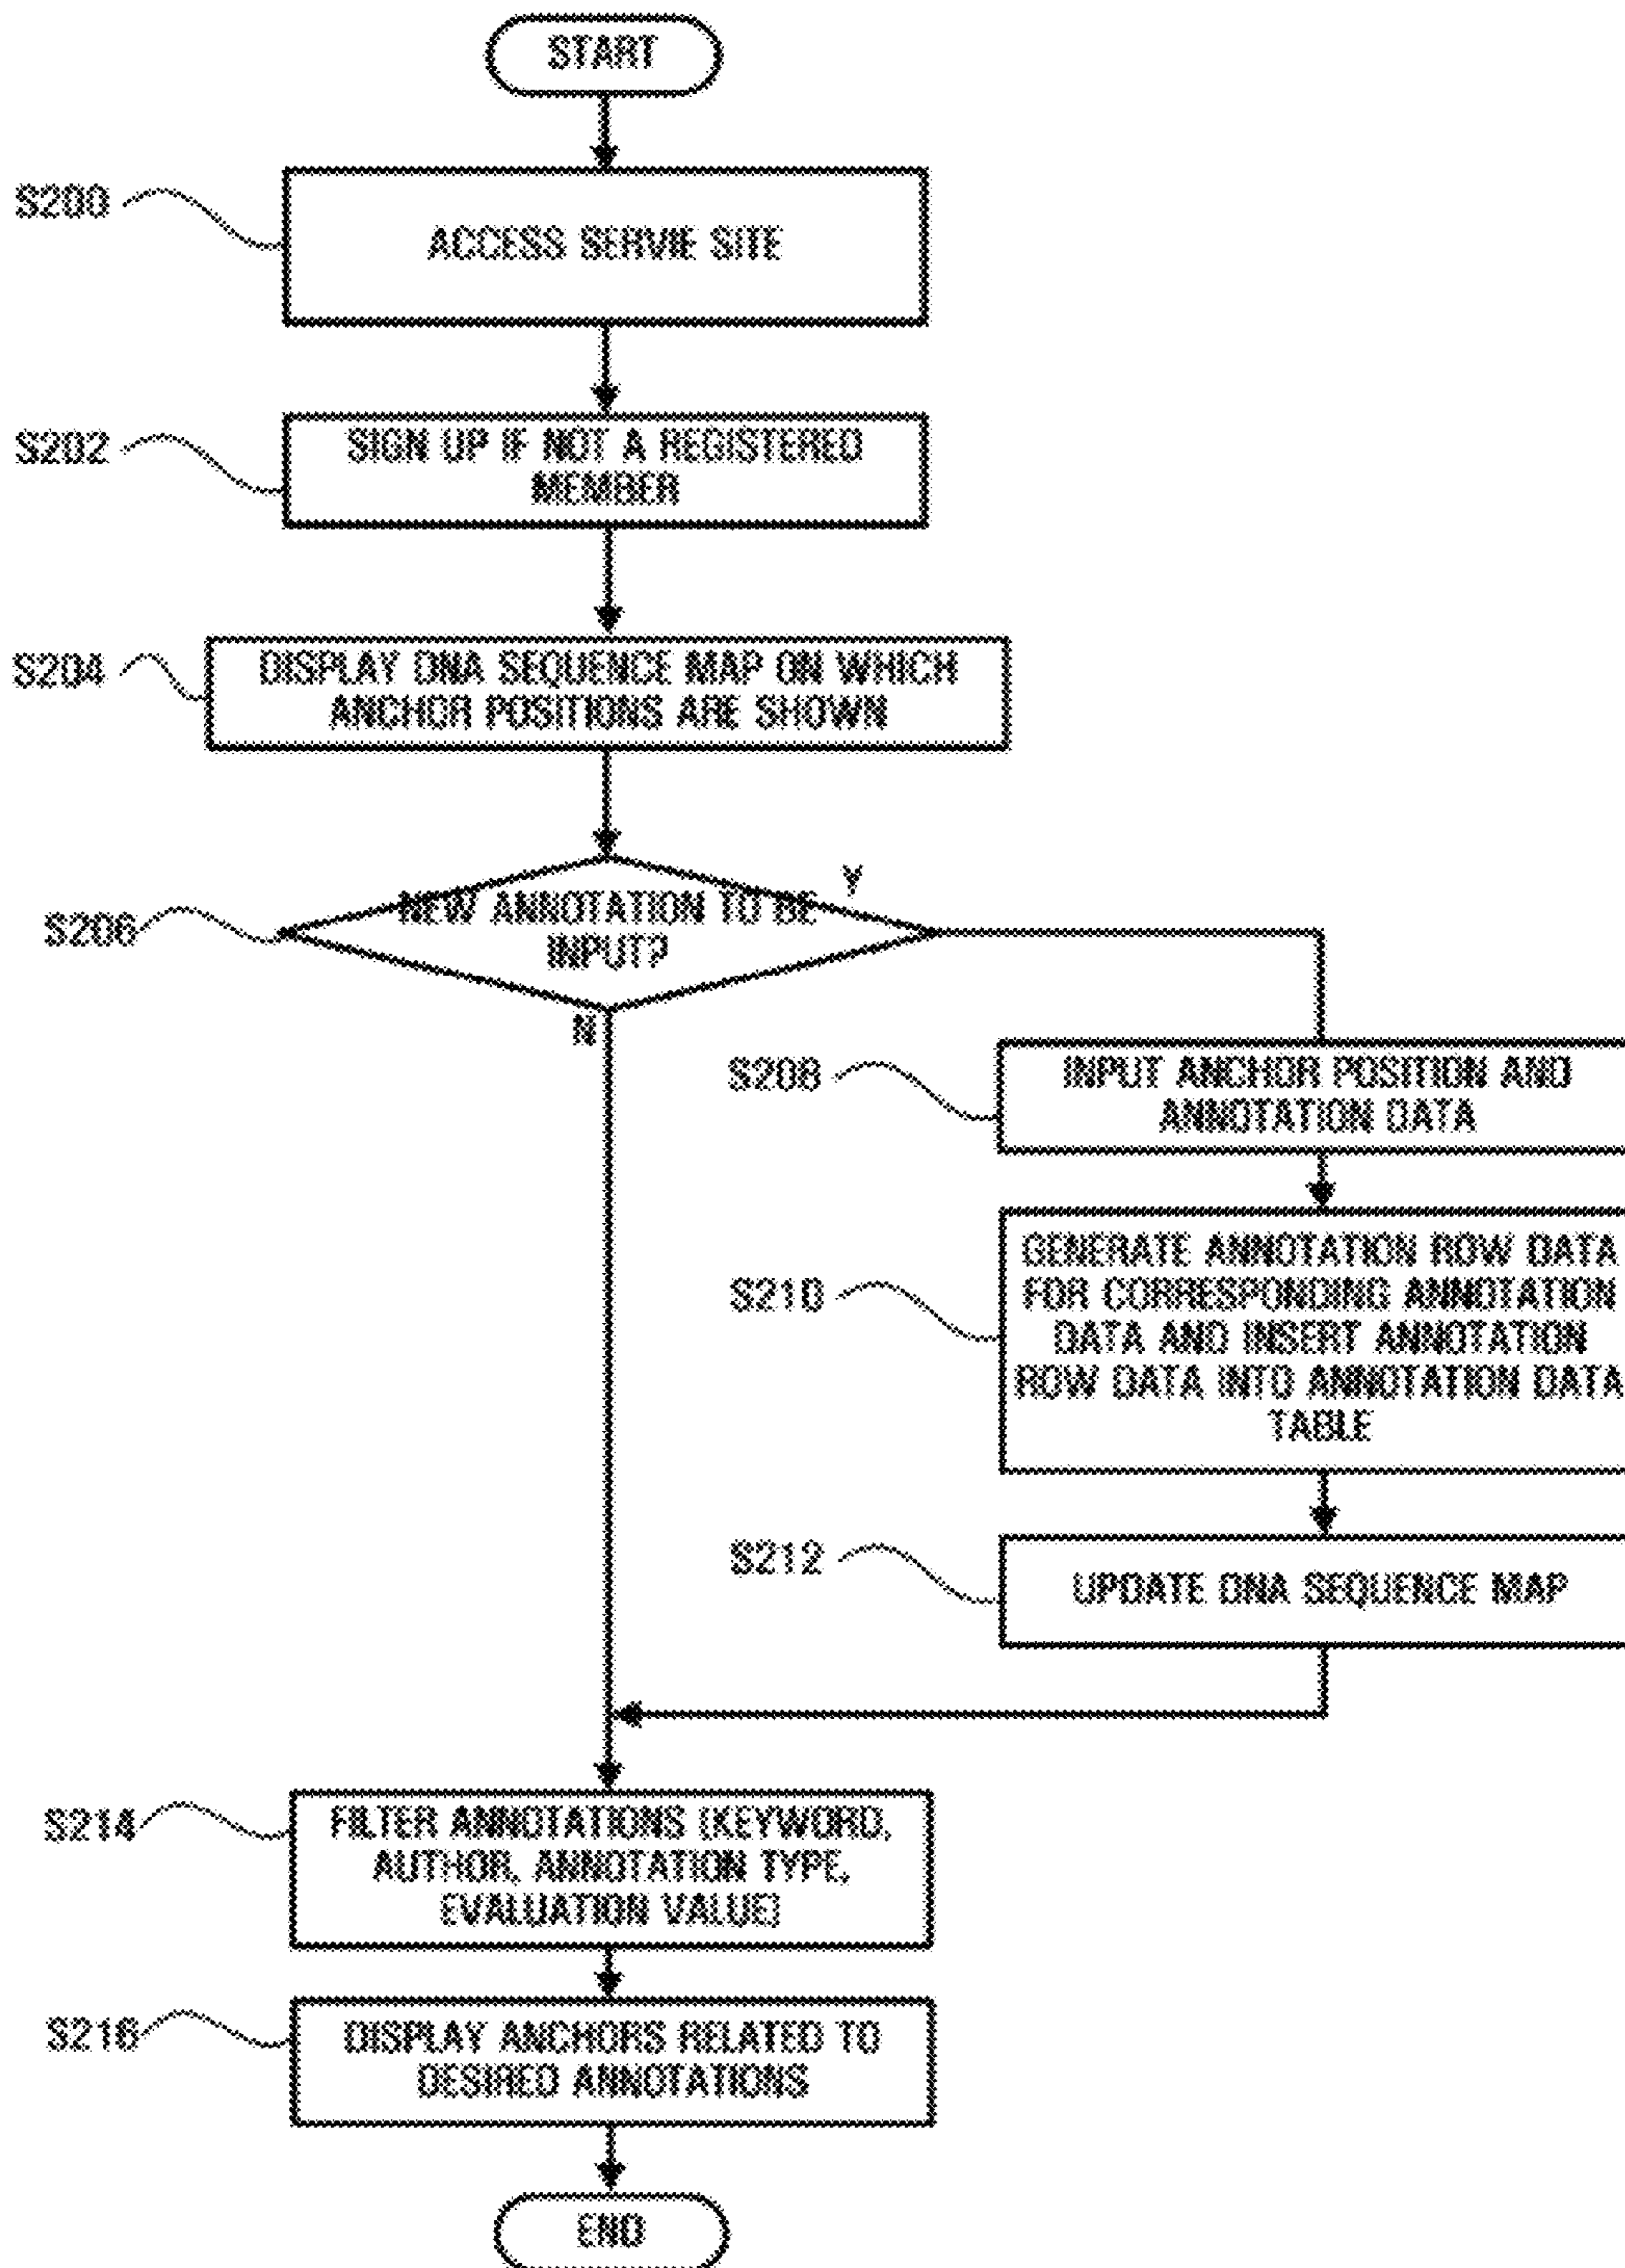 START
S200
ACCESS SERVIE SITE
S202
SIGN UP IF NOT A REGISTERED
MEMBER
S204
DISPLAY DNA SEQUENCE MAP ON WHICH
ANCHOR POSITIONS ARE SHOWN
S206
NEW ANNOTATION TO BE
INPUT?
Y
N
S208
INPUT ANCHOR POSITION AND
ANNOTATION DATA
S210
GENERATE ANNOTATION ROW DATA
FOR CORRESPONDING ANNOTATION
DATA AND INSERT ANNOTATION
ROW DATA INTO ANNOTATION DATA
TABLE
S212
UPDATE DNA SEQUENCE MAP
S214
FILTER ANNOTATIONS (KEYWORD,
AUTHOR, ANNOTATION TYPE,
EVALUATION VALUE)
S216
DISPLAY ANCHORS RELATED TO
DESIRED ANNOTATIONS
END